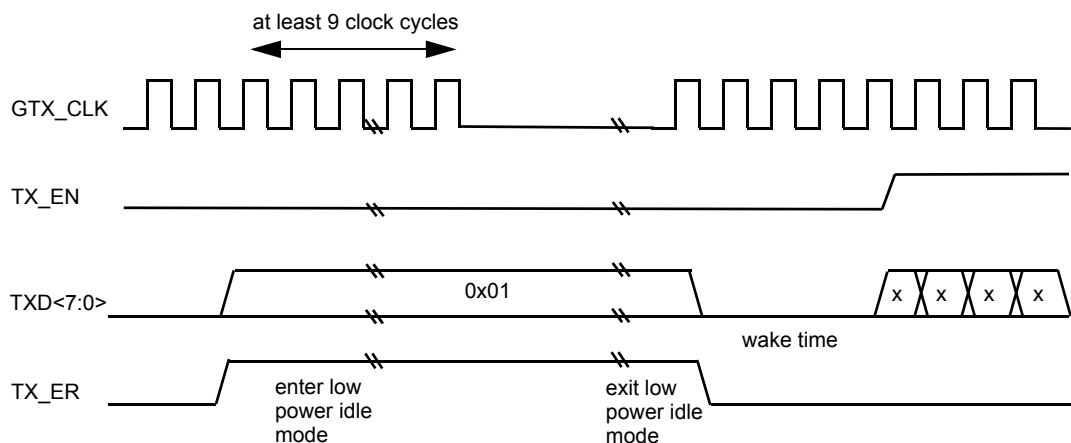 at least 9 clock cycles
GTX_CLK
TX_EN
TXD<7:0>
0x01
x x x x
wake time
TX_ER
enter low
power idle
mode
exit low
power idle
mode